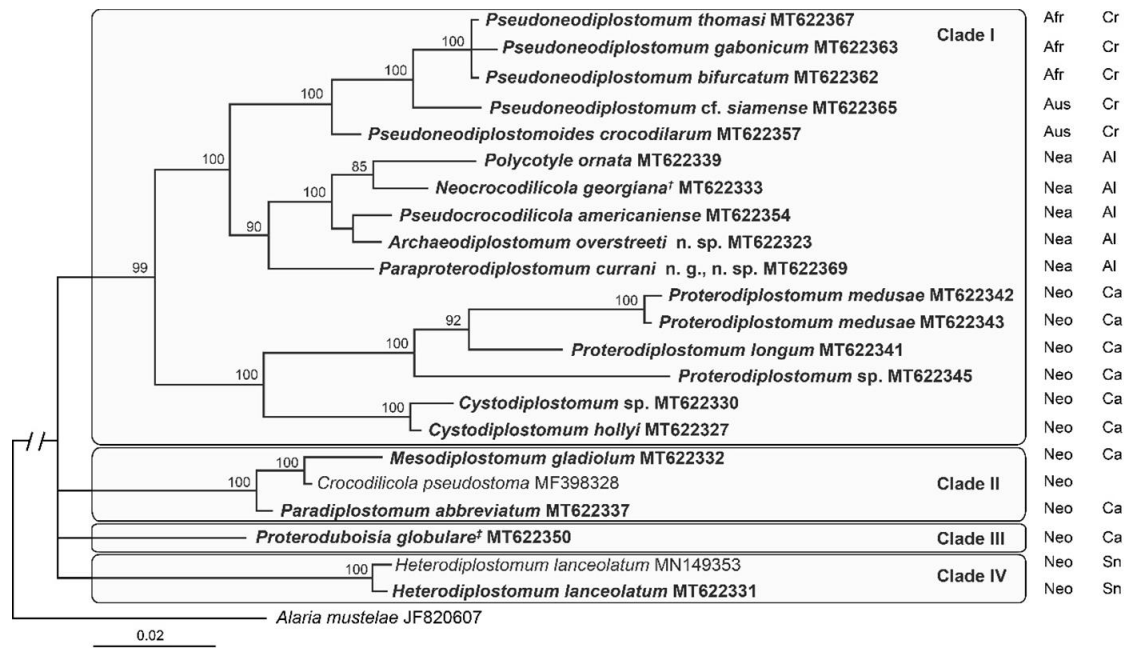 Pseudoneodiplostomum thomasi MT622367 Afr Cr
Clade I
100
Pseudoneodiplostomum gabonicum MT622363 Afr Cr
100
Pseudoneodiplostomum bifurcatum MT622362 Afr Cr
100
Pseudoneodiplostomum cf. siamense MT622365 Aus Cr
Pseudoneodiplostomoides crocodilarum MT622357 Aus Cr
100
Polycotyle ornata MT622339 Nea Al
85
Neocrocodilicola georgiana† MT622333 Nea Al
100
Pseudocrocodilicola americaniense MT622354 Nea Al
90
Archaeodiplostomum overstreeti n. sp. MT622323 Nea Al
99
Paraproterodiplostomum currani n. g., n. sp. MT622369 Nea Al
100
Proterodiplostomum medusae MT622342 Neo Ca
92
Proterodiplostomum medusae MT622343 Neo Ca
100
Proterodiplostomum longum MT622341 Neo Ca
100
Proterodiplostomum sp. MT622345 Neo Ca
100
Cystodiplostomum sp. MT622330 Neo Ca
Cystodiplostomum hollyi MT622327 Neo Ca
Mesodiplostomum gladiolum MT622332 Neo Ca
100
Crocodilicola pseudostoma MF398328 Neo
100
Clade II
Paradiplostomum abbreviatum MT622337 Neo Ca
Proteroduboisia globulare‡ MT622350 Clade III Neo Ca
Heterodiplostomum lanceolatum MN149353 Neo Sn
100
Clade IV
Heterodiplostomum lanceolatum MT622331 Neo Sn
Alaria mustelae JF820607
0.02